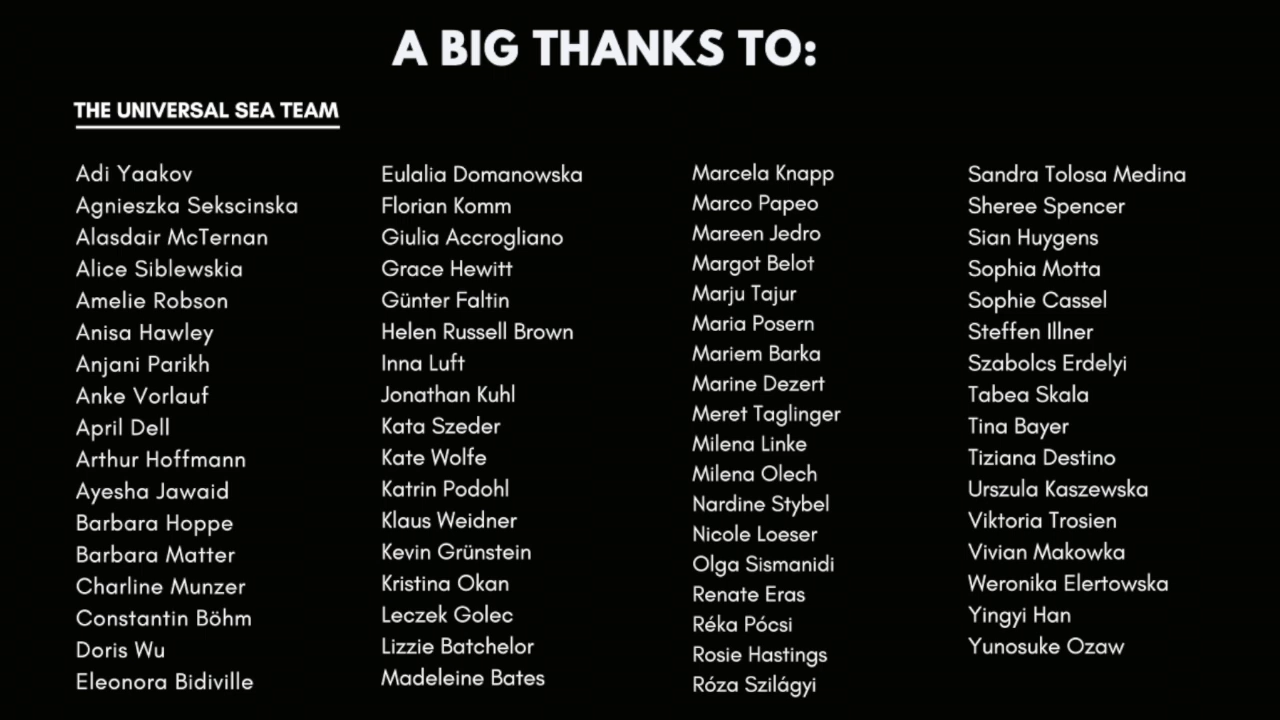 A BIG THANKS TO:
THE UNIVERSAL SEA TEAM
Adi Yaakov
Agnieszka Sekscinska
Alasdair McTernan
Alice Siblewskia
Amelie Robson
Anisa Hawley
Anjani Parikh
Anke Vorlauf
April Dell
Arthur Hoffmann
Ayesha Jawaid
Barbara Hoppe
Barbara Matter
Charline Munzer
Constantin Böhm
Doris Wu
Eleonora Bidiville
Eulalia Domanowska
Florian Komm
Giulia Accrogliano
Grace Hewitt
Günter Faltin
Helen Russell Brown
Inna Luft
Jonathan Kuhl
Kata Szeder
Kate Wolfe
Katrin Podohl
Klaus Weidner
Kevin Grünstein
Kristina Okan
Leczek Golec
Lizzie Batchelor
Madeleine Bates
Marcela Knapp
Marco Papeo
Mareen Jedro
Margot Belot
Marju Tajur
Maria Posern
Mariem Barka
Marine Dezert
Meret Taglinger
Milena Linke
Milena Olech
Nardine Stybel
Nicole Loeser
Olga Sismanidi
Renate Eras
Réka Pócsi
Rosie Hastings
Róza Szilágyi
Sandra Tolosa Medina
Sheree Spencer
Sian Huygens
Sophia Motta
Sophie Cassel
Steffen Illner
Szabolcs Erdelyi
Tabea Skala
Tina Bayer
Tiziana Destino
Urszula Kaszewska
Viktoria Trosien
Vivian Makowka
Weronika Elertowska
Yingyi Han
Yunosuke Ozaw